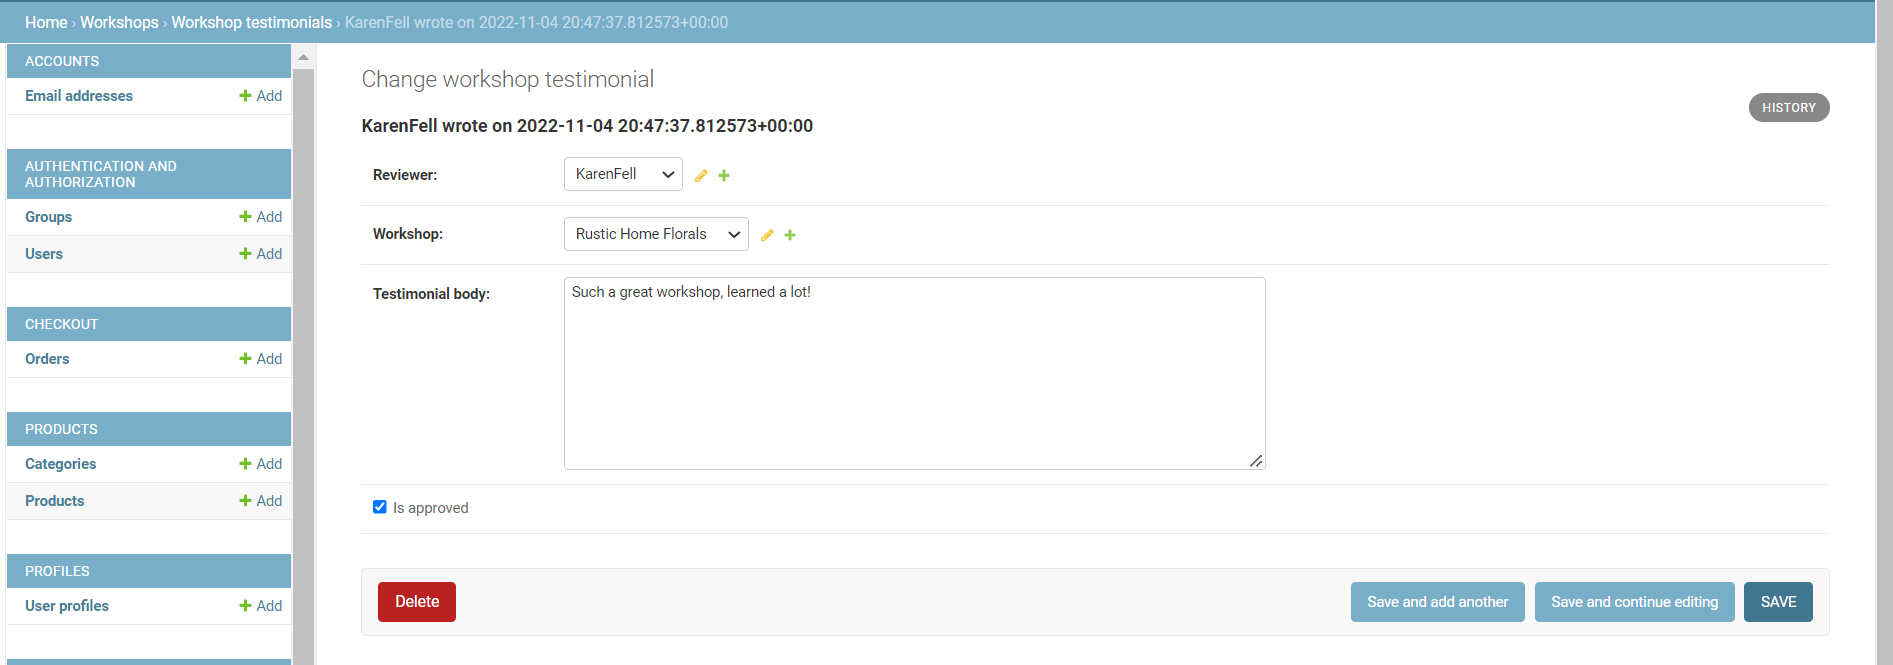 Home › Workshops › Workshop testimonials › KarenFell wrote on 2022-11-04 20:47:37.812573+00:00
ACCOUNTS
Email addresses Add
AUTHENTICATION AND
AUTHORIZATION
Groups Add
Users Add
CHECKOUT
Orders Add
PRODUCTS
Categories Add
Products Add
PROFILES
User profiles Add
Change workshop testimonial
HISTORY
KarenFell wrote on 2022-11-04 20:47:37.812573+00:00
Reviewer: KarenFell
Workshop: Rustic Home Florals
Testimonial body: Such a great workshop, learned a lot!
Is approved
Delete Save and add another Save and continue editing SAVE